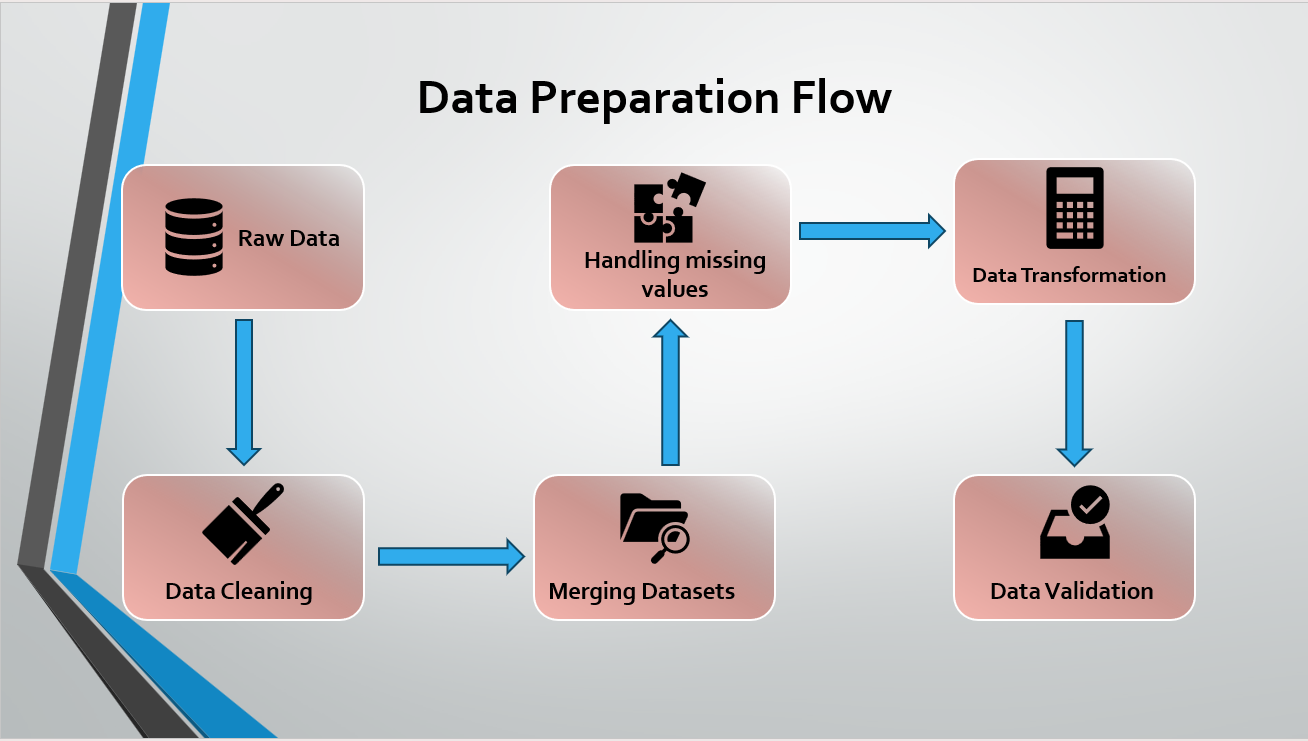 Data Preparation Flow
Raw Data
Data Cleaning
Merging Datasets
Handling missing
values
Data Transformation
Data Validation